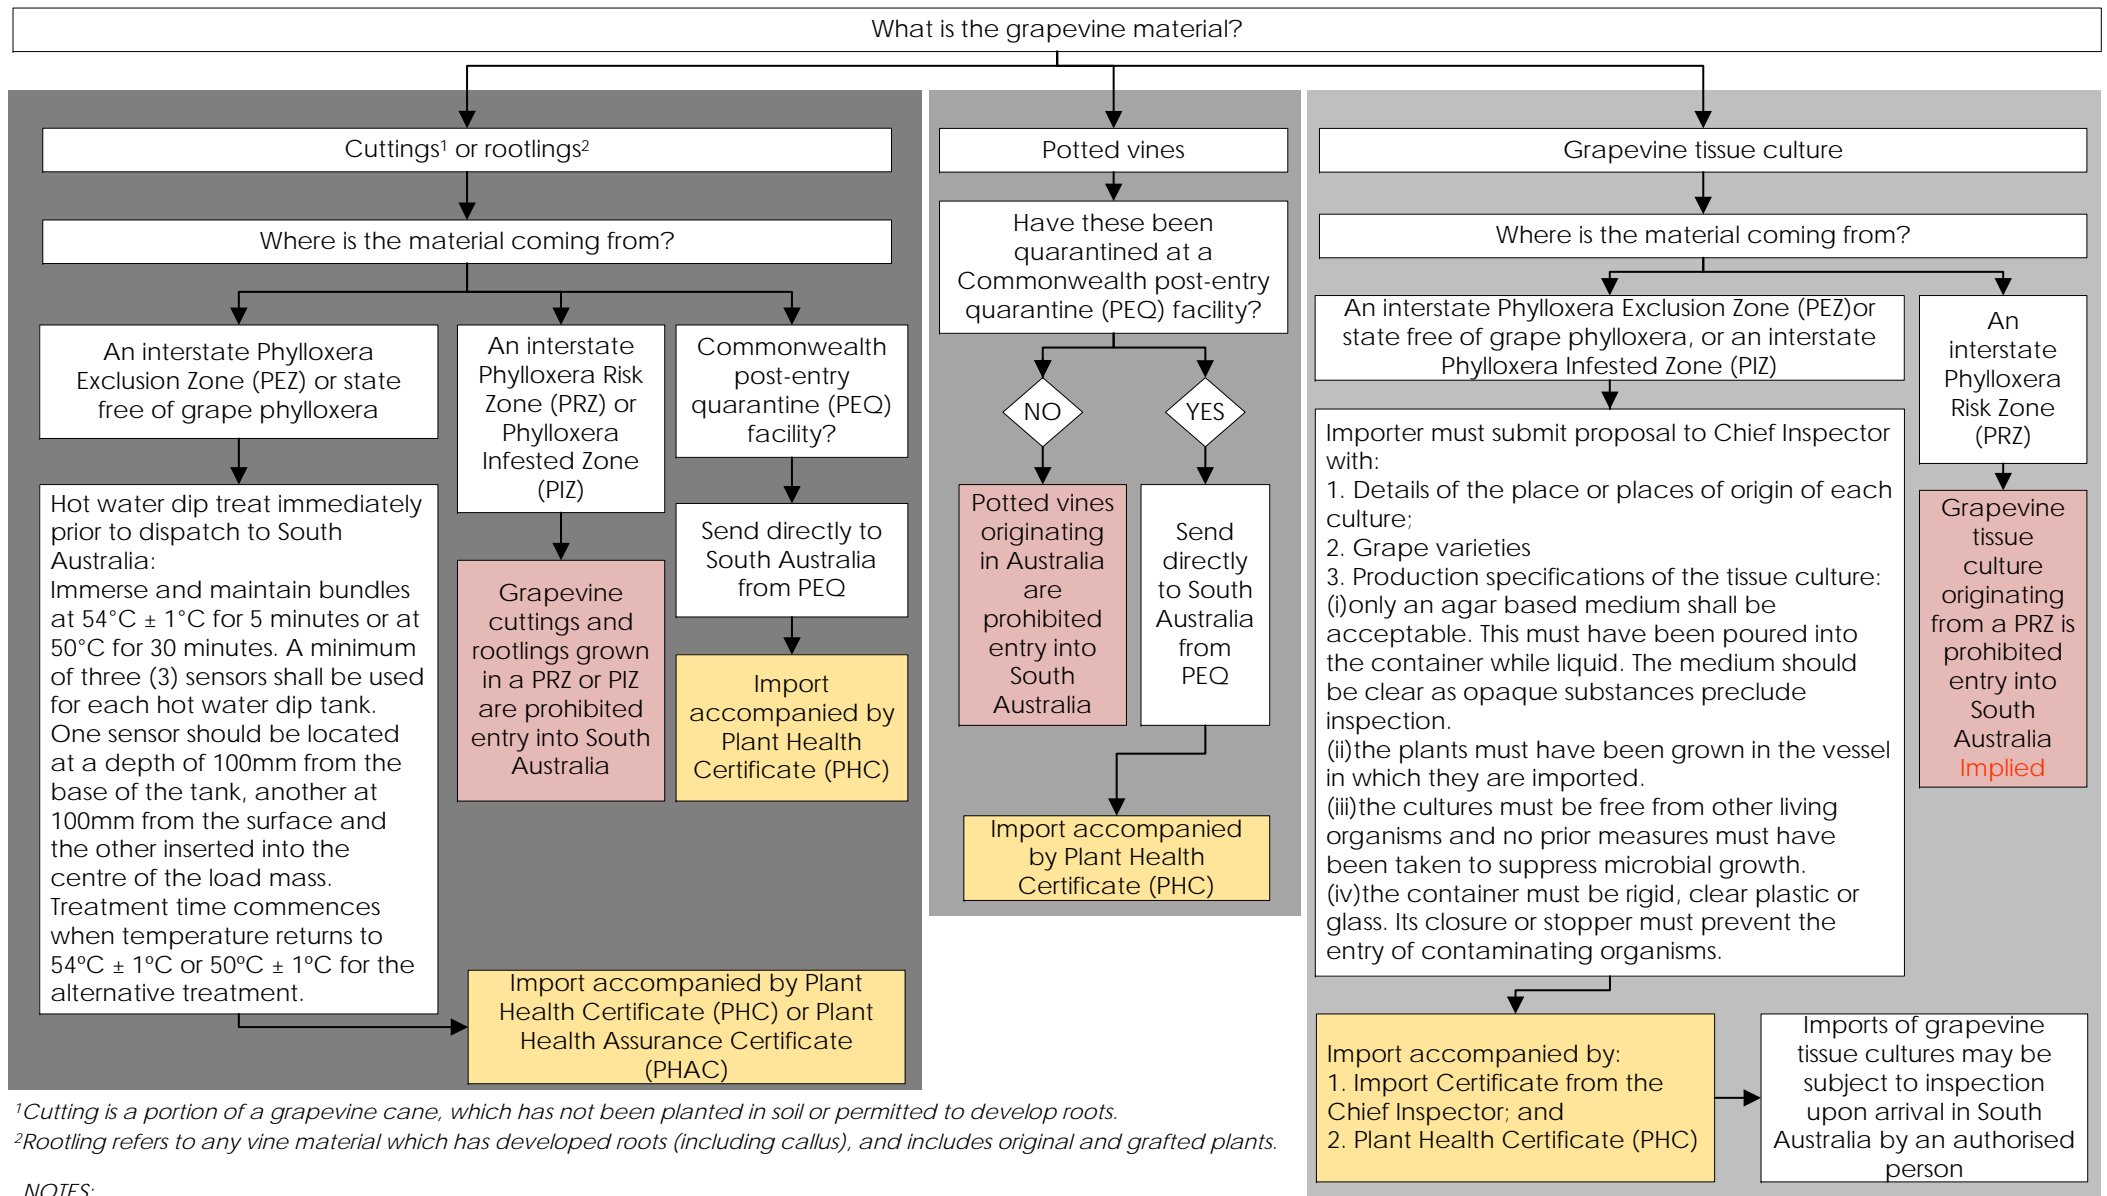 What is the grapevine material?
Cuttings¹ or rootlings²
Where is the material coming from?
An interstate Phylloxera
Exclusion Zone (PEZ) or state
free of grape phylloxera
Hot water dip treat immediately
prior to dispatch to South
Australia:
Immerse and maintain bundles
at 54°C ± 1°C for 5 minutes or at
50°C for 30 minutes. A minimum
of three (3) sensors shall be used
for each hot water dip tank.
One sensor should be located
at a depth of 100mm from the
base of the tank, another at
100mm from the surface and
the other inserted into the
centre of the load mass.
Treatment time commences
when temperature returns to
54ºC ± 1ºC or 50ºC ± 1ºC for the
alternative treatment.
Import accompanied by Plant
Health Certificate (PHC) or Plant
Health Assurance Certificate
(PHAC)
An interstate
Phylloxera Risk
Zone (PRZ) or
Phylloxera
Infested Zone
(PIZ)
Grapevine
cuttings and
rootlings grown
in a PRZ or PIZ
are prohibited
entry into South
Australia
Commonwealth
post-entry
quarantine (PEQ)
facility?
Send directly to
South Australia
from PEQ
Import
accompanied by
Plant Health
Certificate (PHC)
Potted vines
Have these been
quarantined at a
Commonwealth post-entry
quarantine (PEQ) facility?
NO
Potted vines
originating
in Australia
are
prohibited
entry into
South
Australia
YES
Send
directly
to South
Australia
from
PEQ
Import accompanied
by Plant Health
Certificate (PHC)
Grapevine tissue culture
Where is the material coming from?
An interstate Phylloxera Exclusion Zone (PEZ)or
state free of grape phylloxera, or an interstate
Phylloxera Infested Zone (PIZ)
Importer must submit proposal to Chief Inspector
with:
1. Details of the place or places of origin of each
culture;
2. Grape varieties
3. Production specifications of the tissue culture:
(i)only an agar based medium shall be
acceptable. This must have been poured into
the container while liquid. The medium should
be clear as opaque substances preclude
inspection.
(ii)the plants must have been grown in the vessel
in which they are imported.
(iii)the cultures must be free from other living
organisms and no prior measures must have
been taken to suppress microbial growth.
(iv)the container must be rigid, clear plastic or
glass. Its closure or stopper must prevent the
entry of contaminating organisms.
Import accompanied by:
1. Import Certificate from the
Chief Inspector; and
2. Plant Health Certificate (PHC)
Imports of grapevine
tissue cultures may be
subject to inspection
upon arrival in South
Australia by an authorised
person
An
interstate
Phylloxera
Risk Zone
(PRZ)
Grapevine
tissue
culture
originating
from a PRZ is
prohibited
entry into
South
Australia
Implied
¹Cutting is a portion of a grapevine cane, which has not been planted in soil or permitted to develop roots.
²Rootling refers to any vine material which has developed roots (including callus), and includes original and grafted plants.
NOTES: